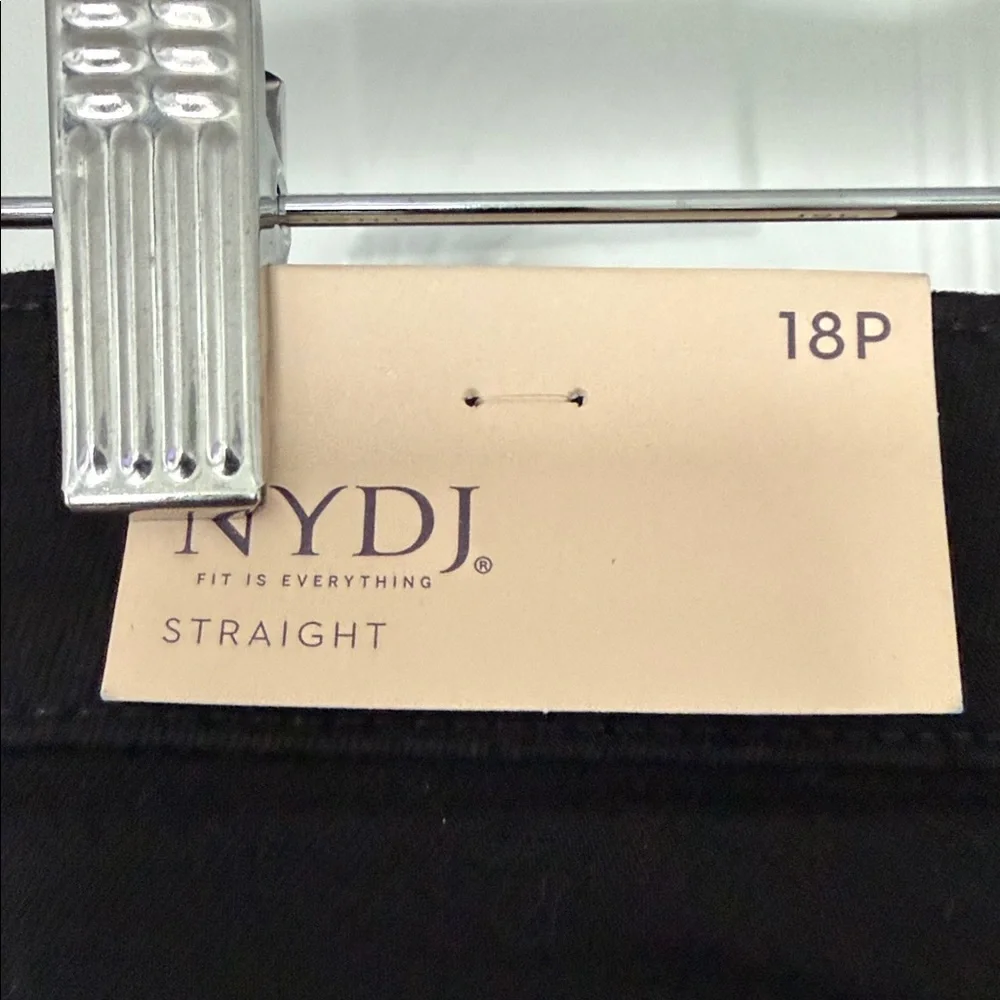 18P
NYDJ®
FIT IS EVERYTHING
STRAIGHT